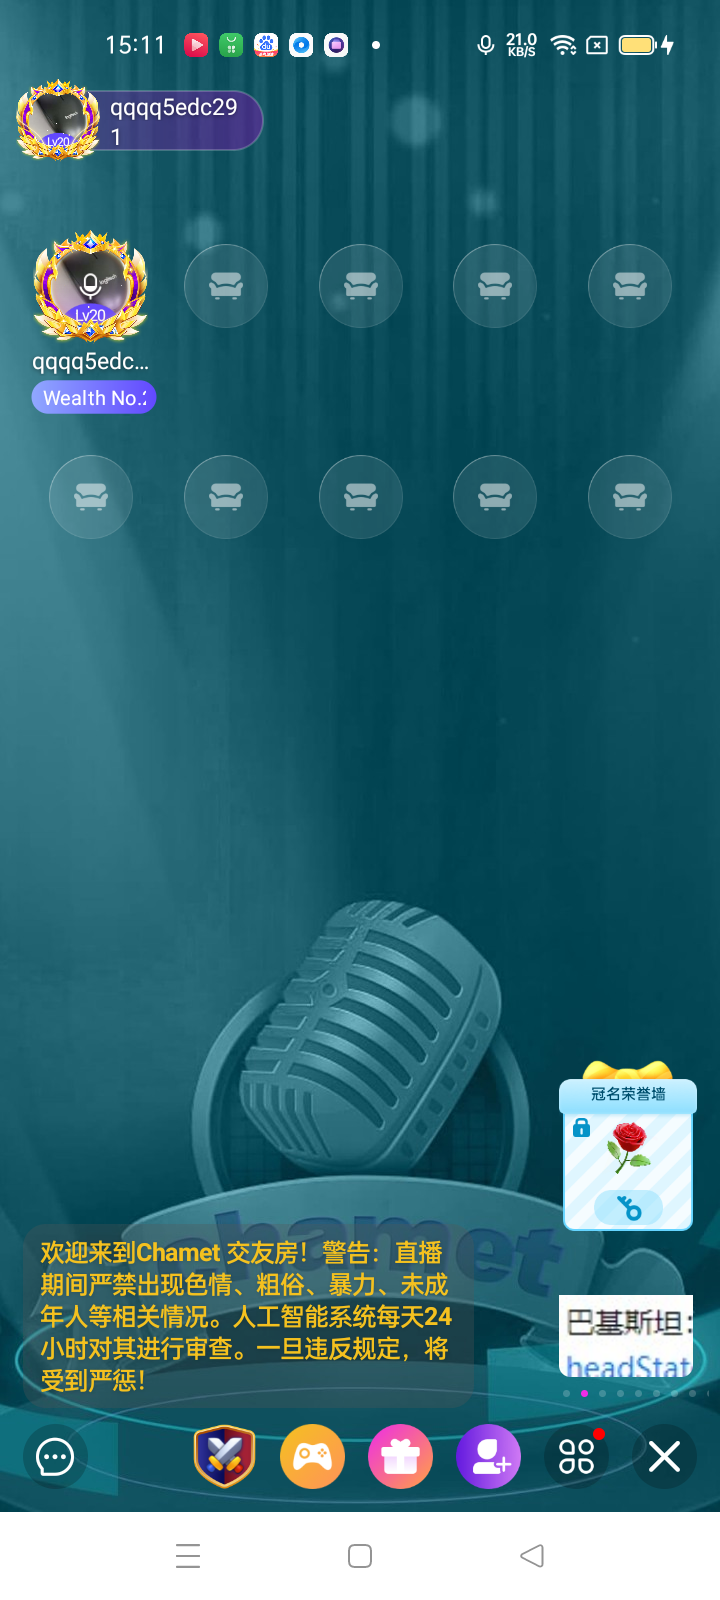 15:11
21.0
KB/S
qqqq5edc29
1
Lv20
Lv20
qqqq5edc...
Wealth No.
冠名荣誉墙
chamet
欢迎来到Chamet 交友房！警告：直播
期间严禁出现色情、粗俗、暴力、未成
年人等相关情况。人工智能系统每天24
小时对其进行审查。一旦违反规定，将
受到严惩！
巴基斯坦:
headStat